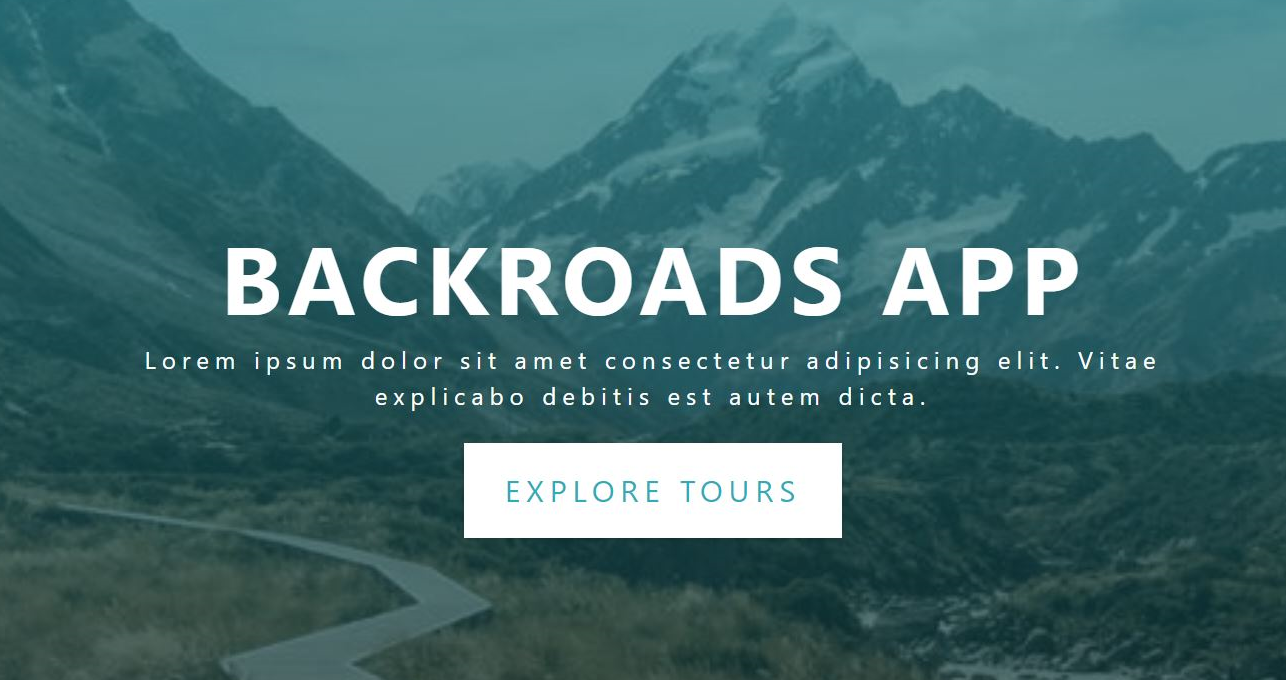 BACKROADS APP
Lorem ipsum dolor sit amet consectetur adipisicing elit. Vitae
explicabo debitis est autem dicta.
EXPLORE TOURS